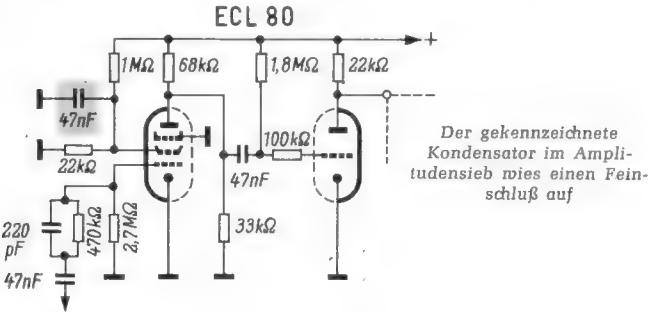 ECL 80
+
1MΩ
68kΩ
1,8MΩ
22kΩ
47nF
22kΩ
100kΩ
47nF
220
pF
470kΩ
2,7MΩ
33kΩ
47nF
Der gekennzeichnete
Kondensator im Ampli-
tudensieb wies einen Fein-
schluß auf